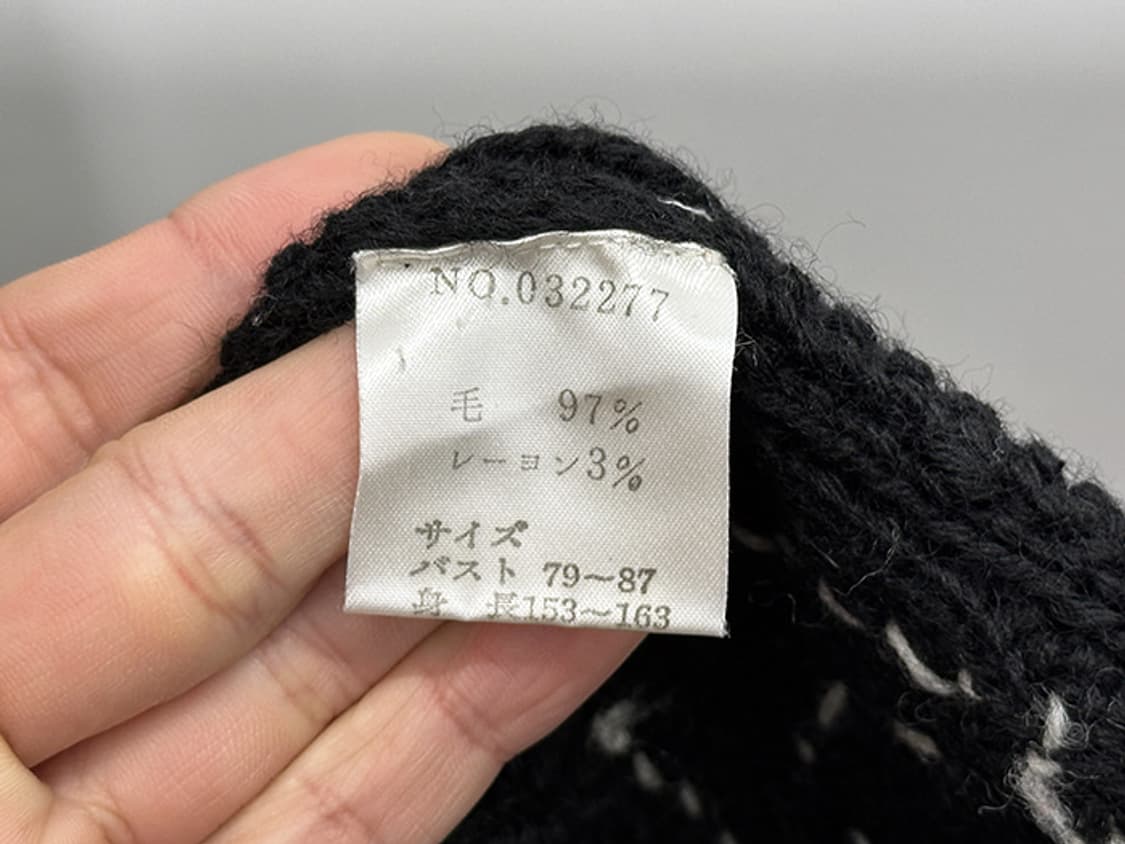 NO.032277
毛 97%
レーヨン3%
サイズ
バスト 79～87
身 長153～163